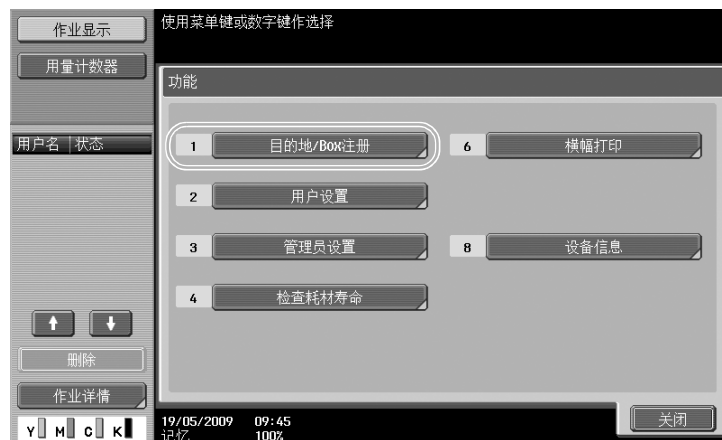 作业显示
用量计数器
用户名 状态
删除
作业详情
Y M C K
使用菜单键或数字键作选择
功能
1 目的地/Box注册
6 横幅打印
2 用户设置
3 管理员设置
8 设备信息
4 检查耗材寿命
关闭
19/05/2009 09:45
记忆 100%